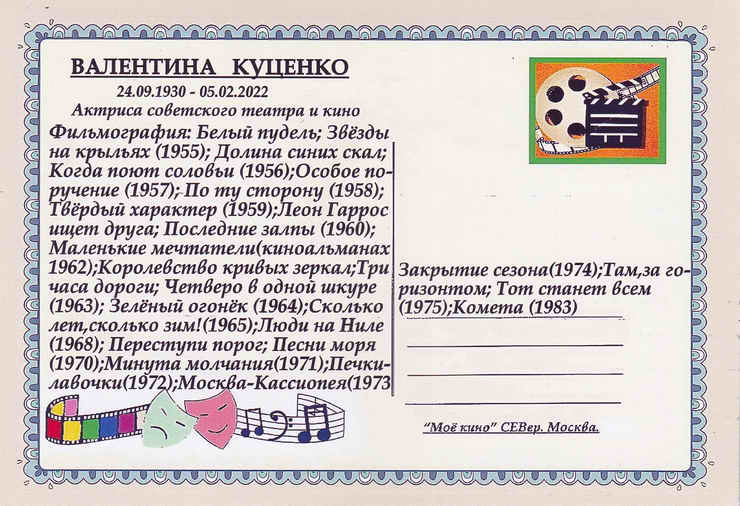 ВАЛЕНТИНА КУЦЕНКО
24.09.1930 - 05.02.2022
Актриса советского театра и кино
Фильмография: Белый пудель; Звёзды
на крыльях (1955); Долина синих скал;
Когда поют соловьи (1956);Особое по-
ручение (1957); По ту сторону (1958);
Твёрдый характер (1959);Леон Гаррос
ищет друга; Последние залпы (1960);
Маленькие мечтатели(киноальманах
1962);Королевство кривых зеркал;Три
часа дороги; Четверо в одной шкуре
(1963); Зелёный огонёк (1964);Сколько
лет,сколько зим!(1965);Люди на Ниле
(1968); Переступи порог; Песни моря
(1970);Минута молчания(1971);Печки-
лавочки(1972);Москва-Кассиопея(1973
Закрытие сезона(1974);Там,за го-
ризонтом; Тот станет всем
(1975);Комета (1983)
"Моё кино" СЕВер. Москва.